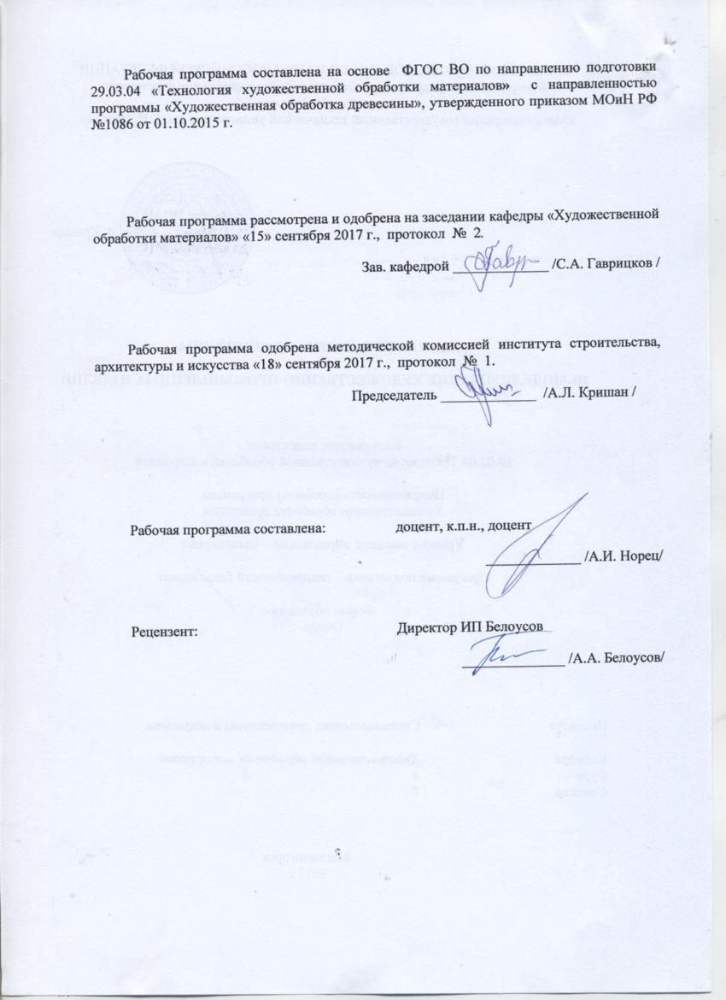 Рабочая программа составлена на основе ФГОС ВО по направлению подготовки
29.03.04 «Технология художественной обработки материалов» с направленностью
программы «Художественная обработка древесины», утвержденного приказом МОиН РФ
№1086 от 01.10.2015 г.
Рабочая программа рассмотрена и одобрена на заседании кафедры «Художественной
обработки материалов» «15» сентября 2017 г., протокол № 2.
Зав. кафедрой ______________ /С.А. Гаврицков /
Рабочая программа одобрена методической комиссией института строительства,
архитектуры и искусства «18» сентября 2017 г., протокол № 1.
Председатель ______________ /А.Л. Кришан /
Рабочая программа составлена: доцент, к.п.н., доцент
______________ /А.И. Норец/
Рецензент: Директор ИП Белоусов
_______________ /А.А. Белоусов/